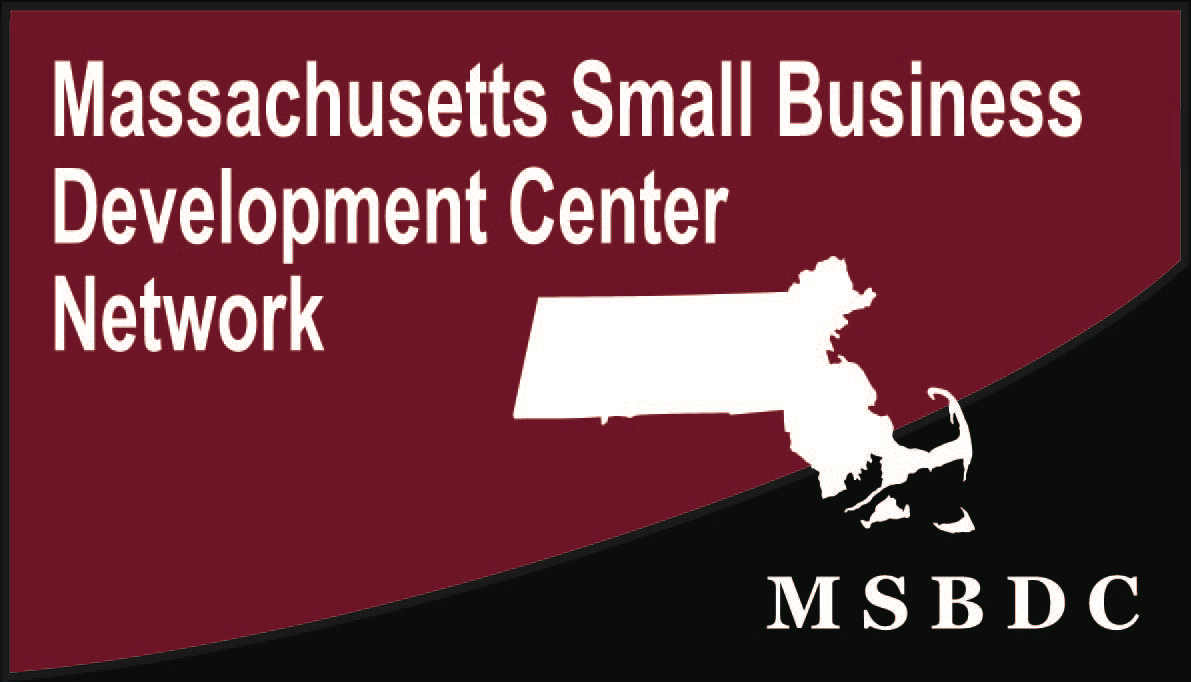 Massachusetts Small Business
Development Center
Network
MSBDC